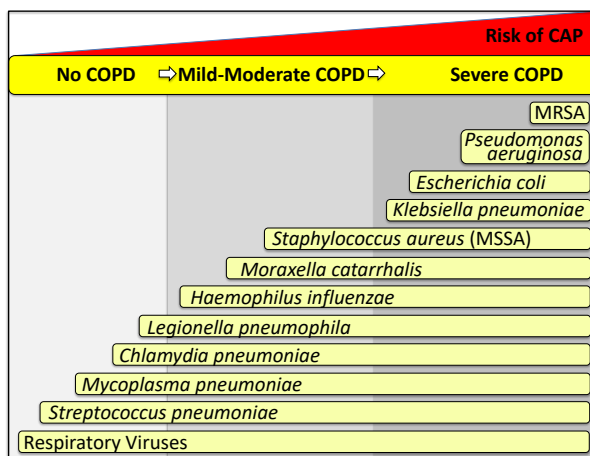 Risk of CAP
No COPD ⇨ Mild-Moderate COPD ⇨ Severe COPD
MRSA
Pseudomonas
aeruginosa
Escherichia coli
Klebsiella pneumoniae
Staphylococcus aureus (MSSA)
Moraxella catarrhalis
Haemophilus influenzae
Legionella pneumophila
Chlamydia pneumoniae
Mycoplasma pneumoniae
Streptococcus pneumoniae
Respiratory Viruses